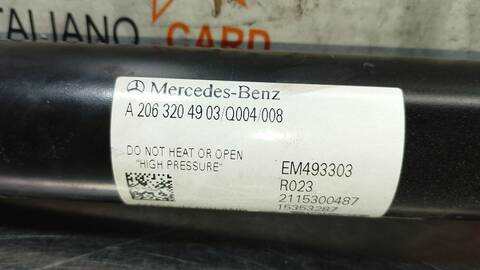 ITALIANO CARD
Mercedes-Benz
A 206 320 49 03/Q004/008
DO NOT HEAT OR OPEN
"HIGH PRESSURE"
EM493303
R023
2115300487
15353287